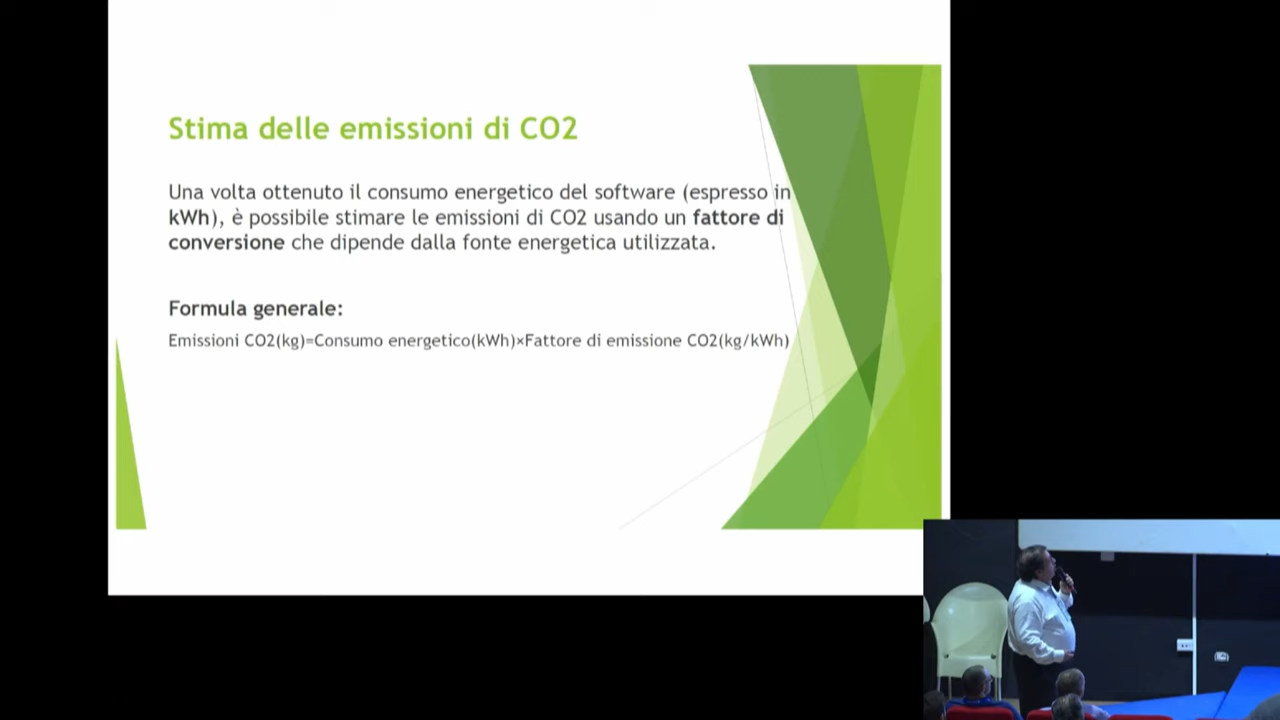 Stima delle emissioni di CO2
Una volta ottenuto il consumo energetico del software (espresso in
kWh), è possibile stimare le emissioni di CO2 usando un fattore di
conversione che dipende dalla fonte energetica utilizzata.
Formula generale:
Emissioni CO2(kg)=Consumo energetico(kWh)×Fattore di emissione CO2(kg/kWh)